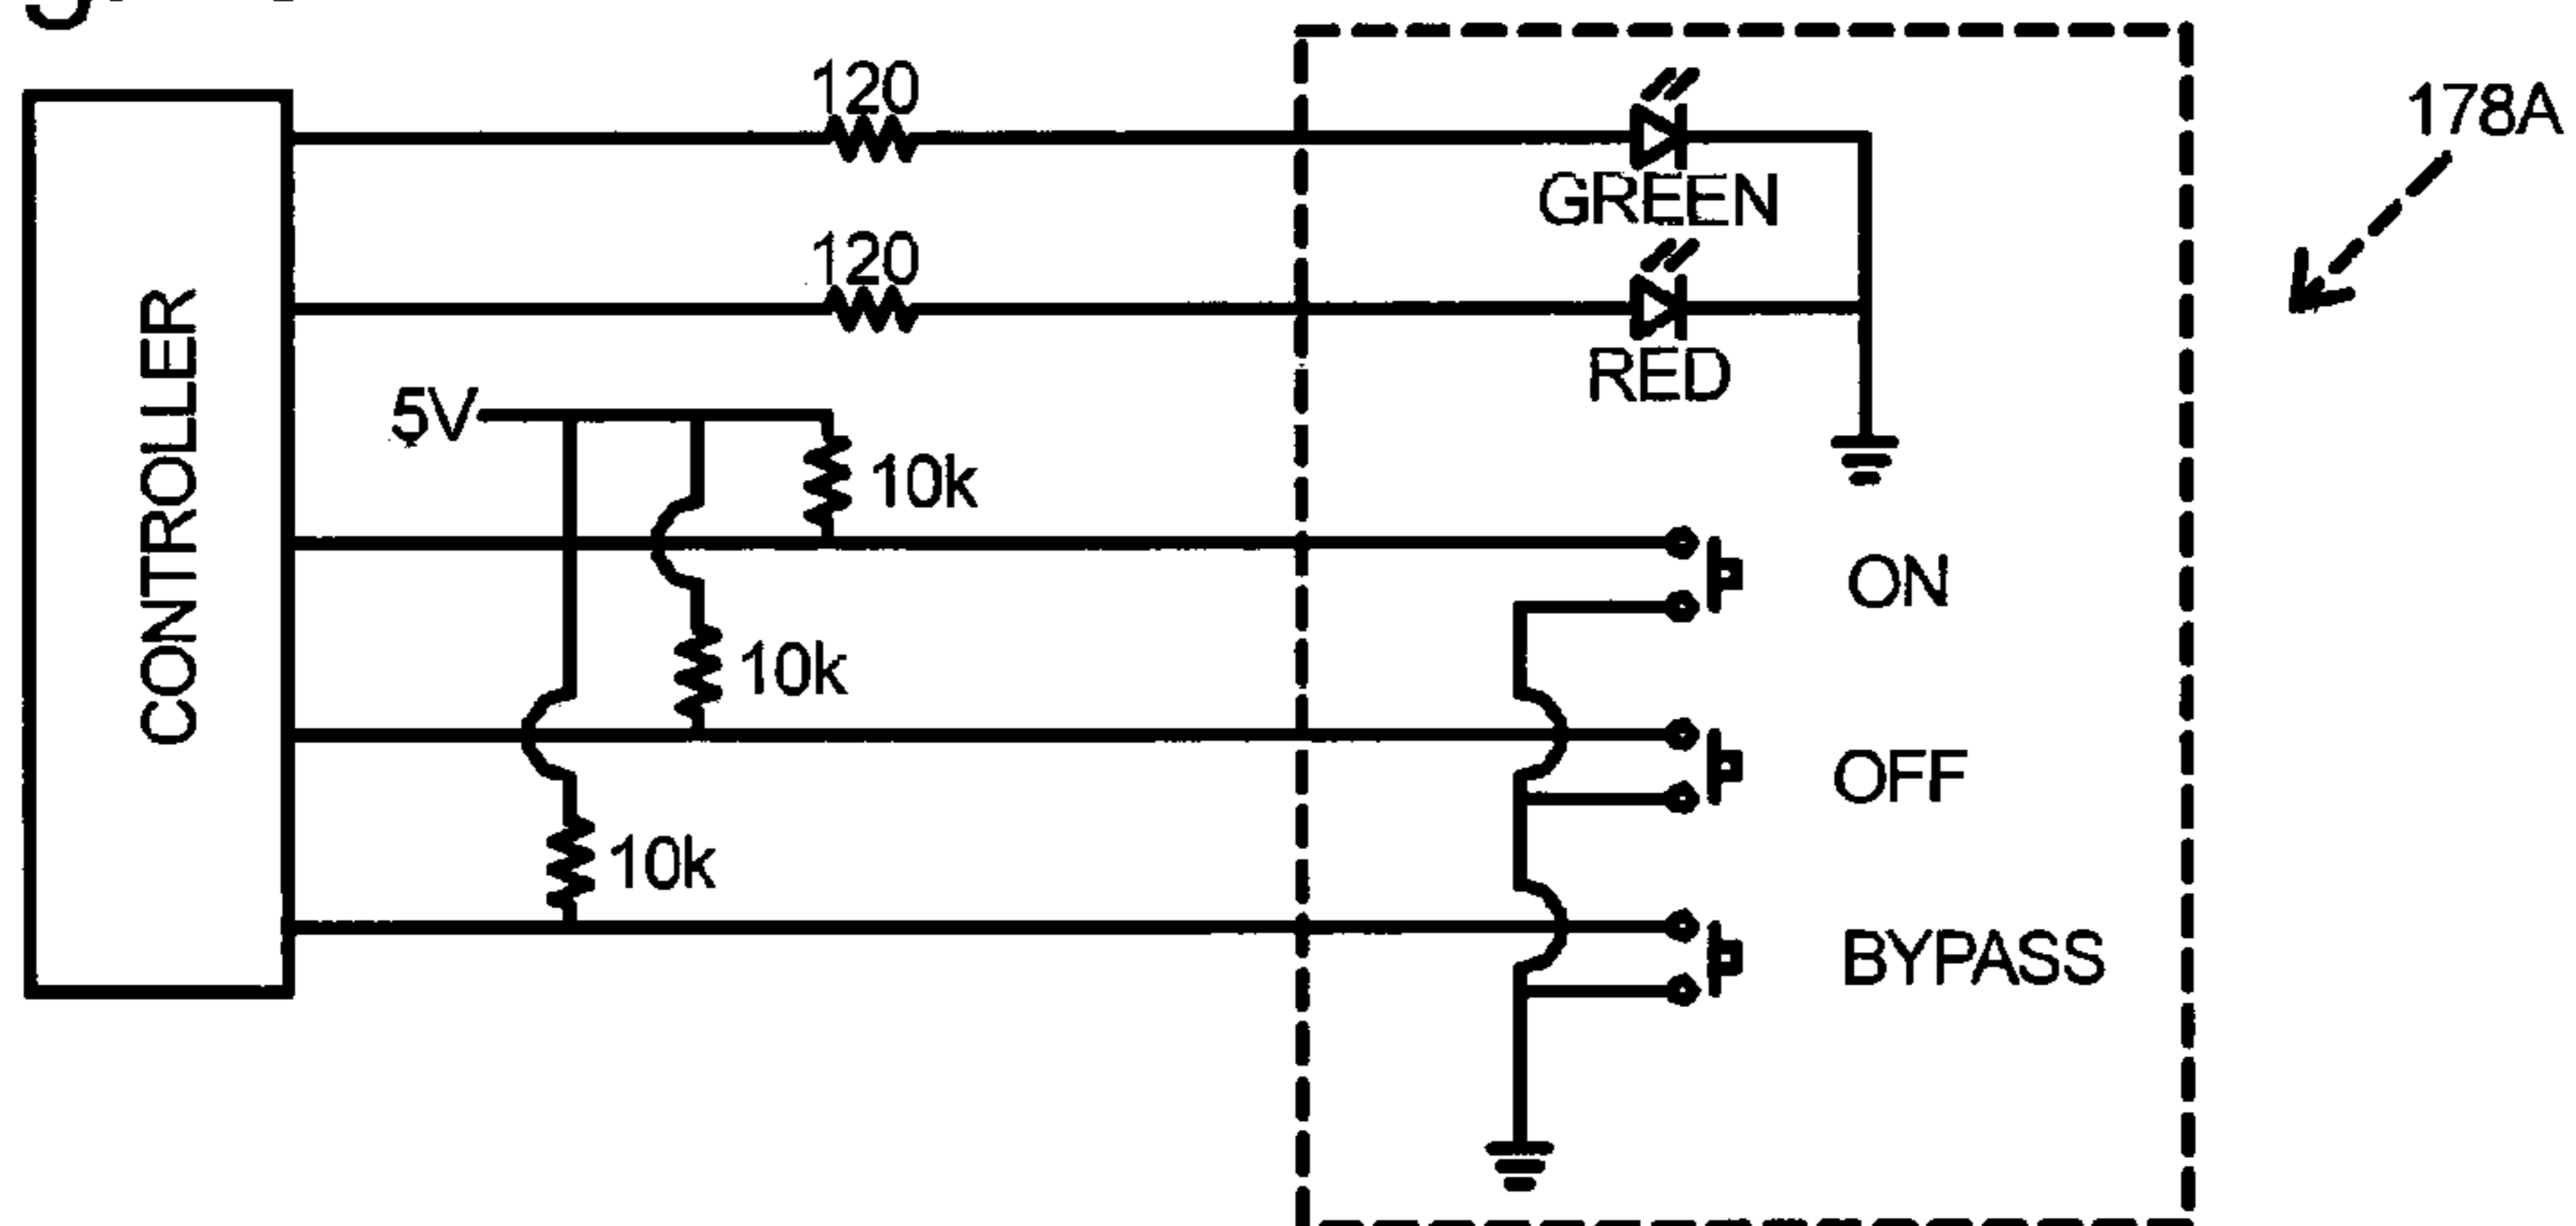 120
178A
GREEN
120
RED
CONTROLLER
5V
10k
ON
10k
OFF
10k
BYPASS